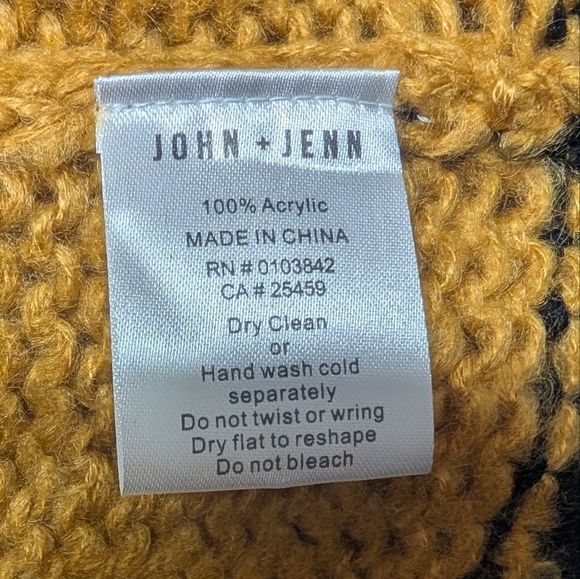 JOHN + JENN
100% Acrylic
MADE IN CHINA
RN # 0103842
CA # 25459
Dry Clean
or
Hand wash cold
separately
Do not twist or wring
Dry flat to reshape
Do not bleach